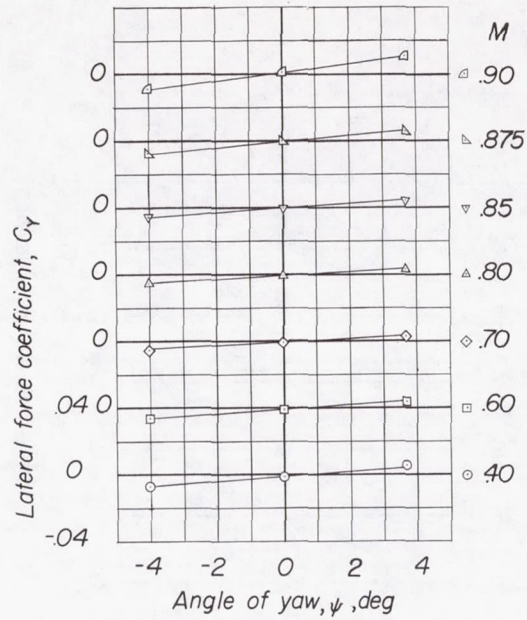 M
0 .90
0 .875
0 .85
0 .80
0 .70
.04 0 .60
0 .40
-.04
-4 -2 0 2 4
Angle of yaw, ψ, deg
Lateral force coefficient, C_Y